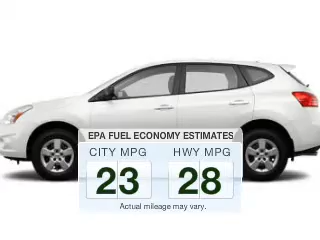 EPA FUEL ECONOMY ESTIMATES
CITY MPG HWY MPG
23 28
Actual mileage may vary.